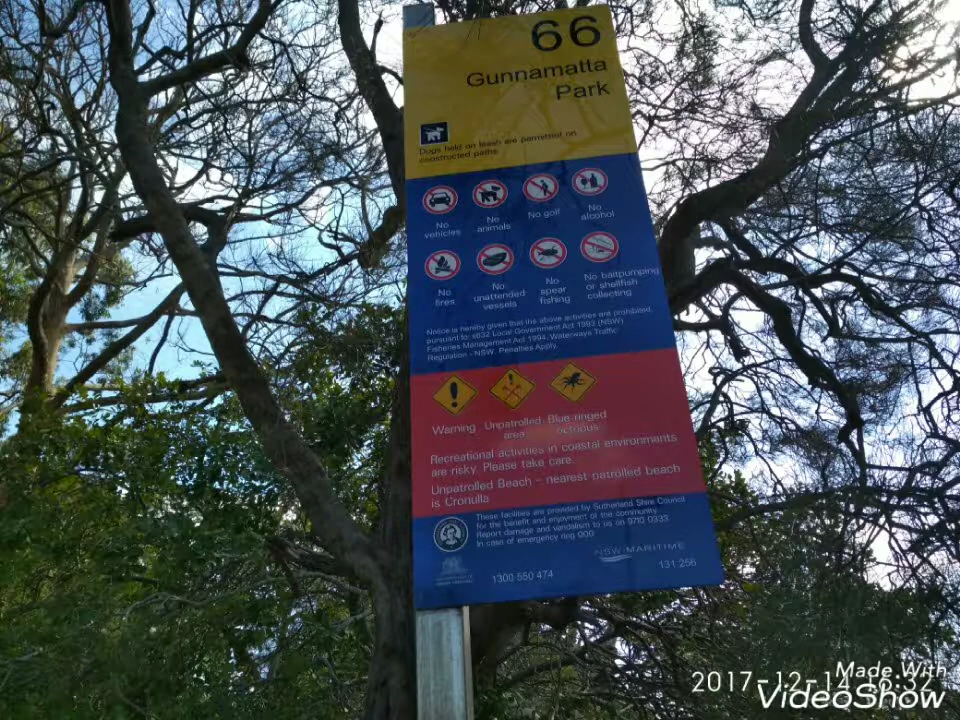 66
Gunnamatta
Park
Dogs held on leash are permitted on
constructed paths.
No
vehicles
No
animals
No golf
No
alcohol
No
fires
No
unattended
vessels
No
spear
fishing
No baitpumping
or shellfish
collecting
Notice is hereby given that the above activities are prohibited,
pursuant to: s632 Local Government Act 1993 (NSW)
Fisheries Management Act 1994, Waterways Traffic
Regulation - NSW. Penalties Apply.
Warning
Unpatrolled
area
Blue-ringed
octopus
Recreational activities in coastal environments
are risky. Please take care.
Unpatrolled Beach – nearest patrolled beach
is Cronulla
These facilities are provided by Sutherland Shire Council
for the benefit and enjoyment of the community.
Report damage and vandalism to us on 9710 0333
In case of emergency ring 000
NSW MARITIME
1300 550 474
131 256
2017-12-14
Made With
VideoShow